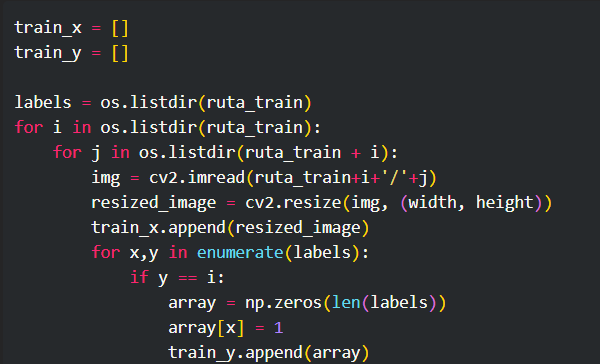 train_x = []
train_y = []
labels = os.listdir(ruta_train)
for i in os.listdir(ruta_train):
    for j in os.listdir(ruta_train + i):
        img = cv2.imread(ruta_train+i+'/'+j)
        resized_image = cv2.resize(img, (width, height))
        train_x.append(resized_image)
        for x,y in enumerate(labels):
            if y == i:
                array = np.zeros(len(labels))
                array[x] = 1
                train_y.append(array)